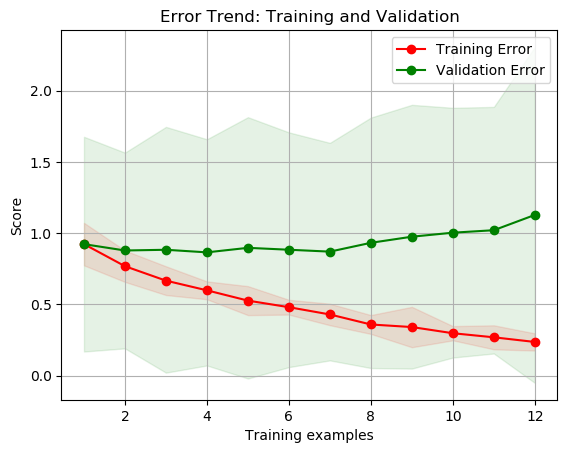 Error Trend: Training and Validation
Training Error
Validation Error
Score
2.0
1.5
1.0
0.5
0.0
2 4 6 8 10 12
Training examples